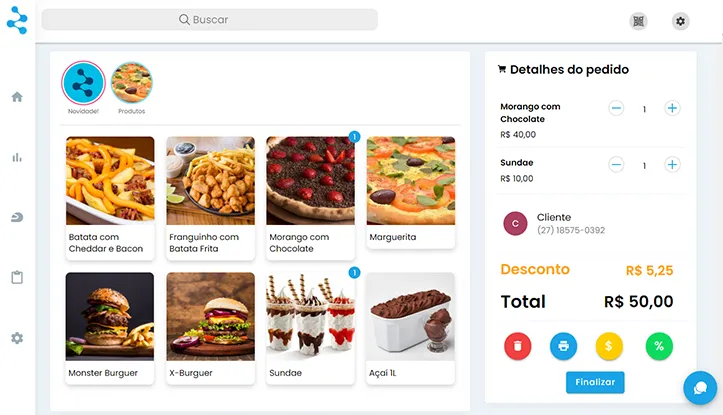 Buscar
Novidade!
Produtos
1
Batata com
Cheddar e Bacon
Franguinho com
Batata Frita
Morango com
Chocolate
Marguerita
1
Monster Burguer
X-Burguer
Sundae
Açaí 1L
Detalhes do pedido
Morango com
Chocolate
1
R$ 40,00
Sundae
1
R$ 10,00
C
Cliente
(27) 18575-0392
Desconto
R$ 5,25
Total
R$ 50,00
$
%
Finalizar